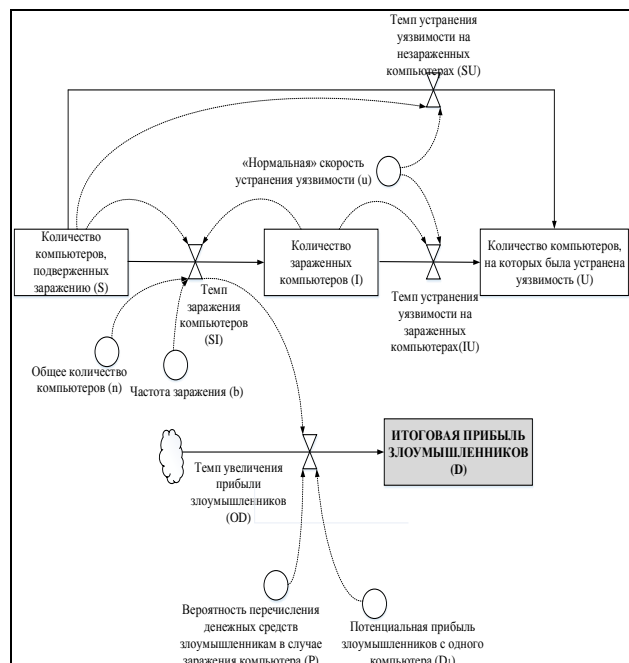 Темп устранения
уязвимости на
незараженных
компьютерах (SU)
«Нормальная» скорость
устранения уязвимости (u)
Количество
компьютеров,
подверженных
заражению (S)
Количество
зараженных
компьютеров (I)
Количество компьютеров,
на которых была устранена
уязвимость (U)
Темп
заражения
компьютеров
(SI)
Темп устранения
уязвимости на
зараженных
компьютерах(IU)
Общее количество
компьютеров (n)
Частота заражения (b)
Темп увеличения
прибыли
злоумышленников
(OD)
ИТОГОВАЯ ПРИБЫЛЬ
ЗЛОУМЫШЛЕННИКОВ
(D)
Вероятность перечисления
денежных средств
злоумышленникам в случае
заражения компьютера (P)
Потенциальная прибыль
злоумышленников с одного
компьютера (D₁)